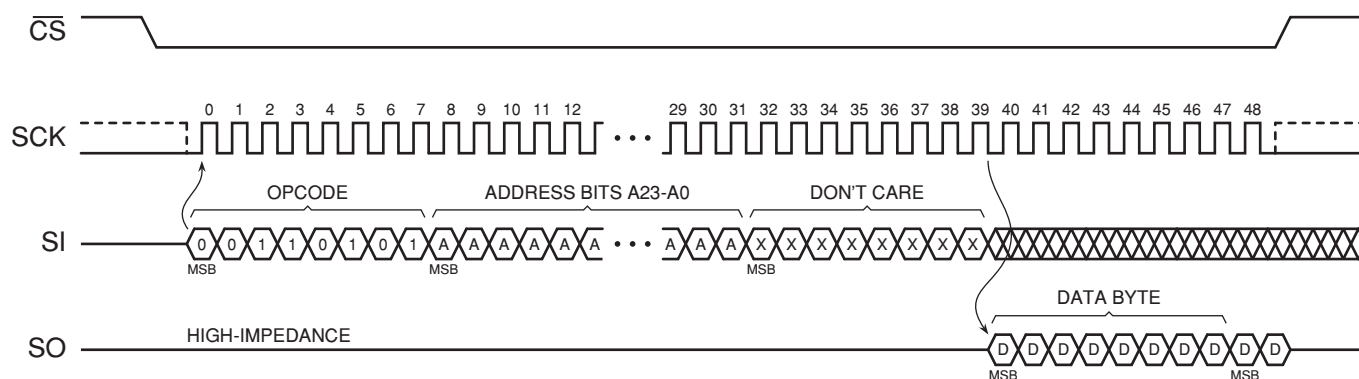 CS
0 1 2 3 4 5 6 7 8 9 10 11 12 29 30 31 32 33 34 35 36 37 38 39 40 41 42 43 44 45 46 47 48
SCK
OPCODE ADDRESS BITS A23-A0 DON'T CARE
SI 0 0 1 1 0 1 0 1 A A A A A A A A A X X X X X X X X
MSB MSB MSB
DATA BYTE
SO HIGH-IMPEDANCE D D D D D D D D D D
MSB MSB